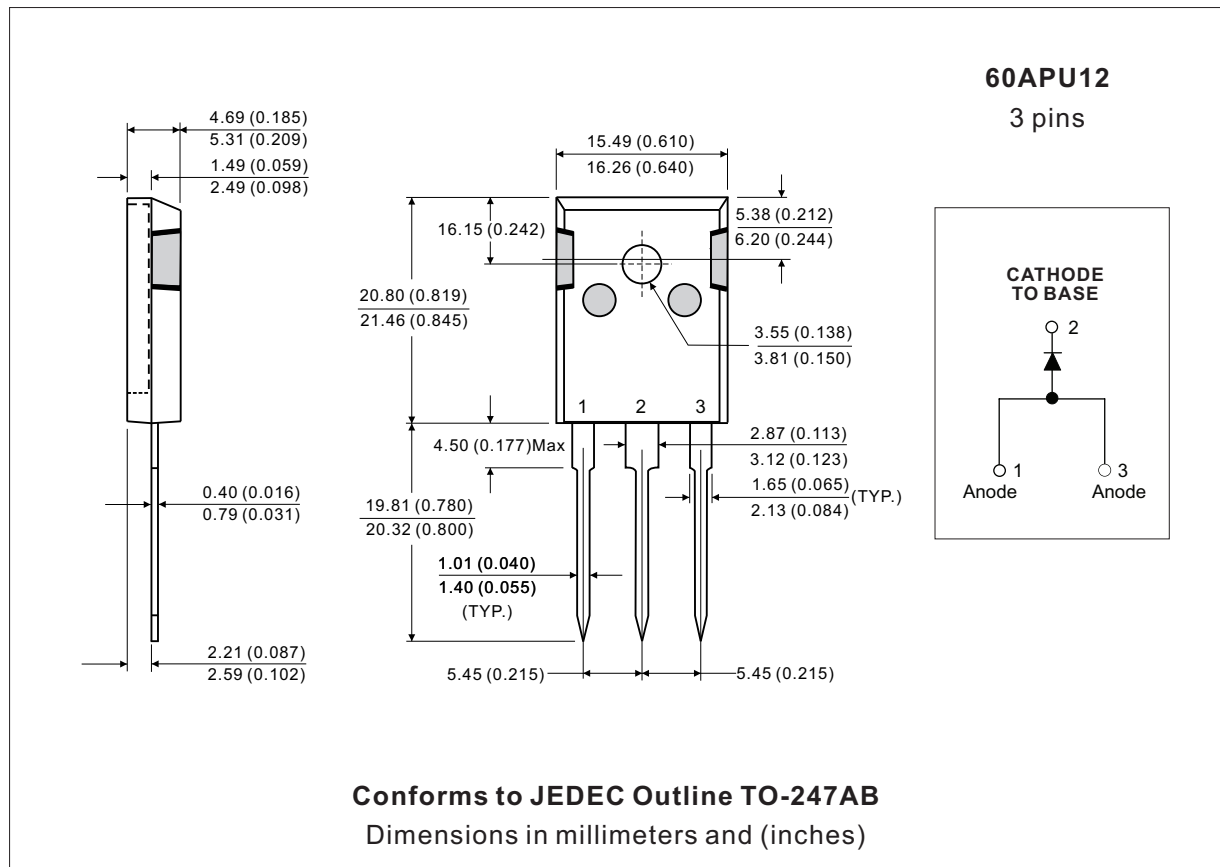 60APU12
3 pins
4.69 (0.185)
5.31 (0.209)
1.49 (0.059)
2.49 (0.098)
15.49 (0.610)
16.26 (0.640)
16.15 (0.242)
5.38 (0.212)
6.20 (0.244)
20.80 (0.819)
21.46 (0.845)
3.55 (0.138)
3.81 (0.150)
1 2 3
4.50 (0.177)Max
2.87 (0.113)
3.12 (0.123)
1.65 (0.065)
2.13 (0.084)
(TYP.)
0.40 (0.016)
0.79 (0.031)
19.81 (0.780)
20.32 (0.800)
1.01 (0.040)
1.40 (0.055)
(TYP.)
2.21 (0.087)
2.59 (0.102)
5.45 (0.215)
5.45 (0.215)
CATHODE
TO BASE
2
1
Anode
3
Anode
Conforms to JEDEC Outline TO-247AB
Dimensions in millimeters and (inches)